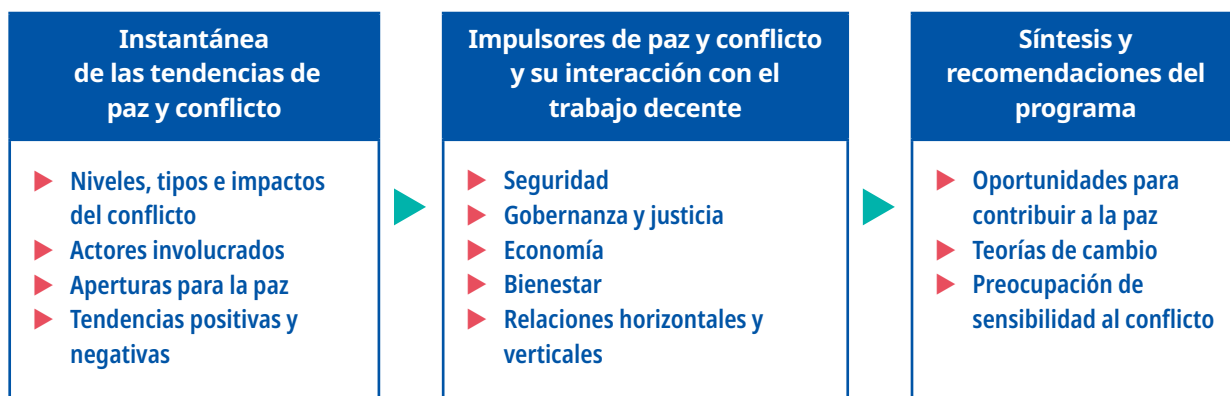 Instantánea
de las tendencias de
paz y conflicto
Niveles, tipos e impactos
del conflicto
Actores involucrados
Aperturas para la paz
Tendencias positivas y
negativas
Impulsores de paz y conflicto
y su interacción con el
trabajo decente
Seguridad
Gobernanza y justicia
Economía
Bienestar
Relaciones horizontales y
verticales
Síntesis y
recomendaciones del
programa
Oportunidades para
contribuir a la paz
Teorías de cambio
Preocupación de
sensibilidad al conflicto